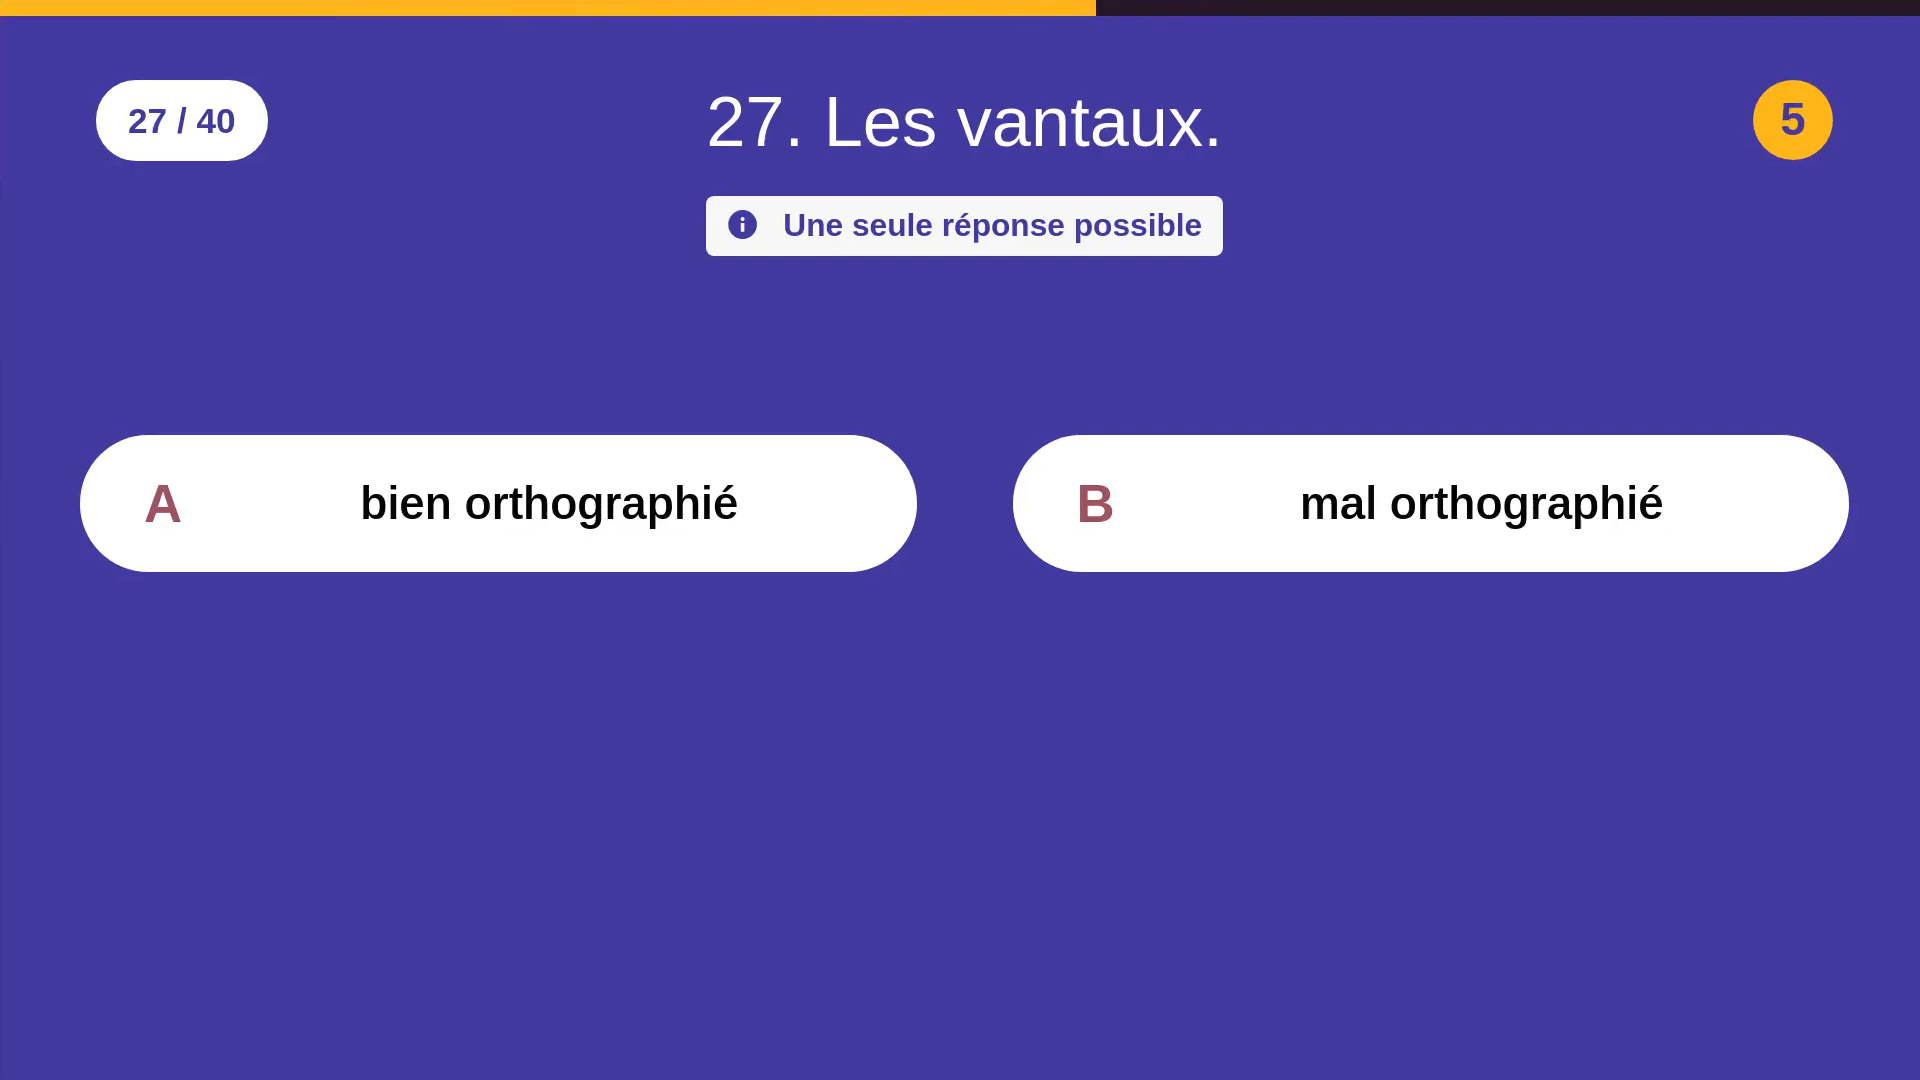 27 / 40
27. Les vantaux.
5
Une seule réponse possible
A bien orthographié
B mal orthographié